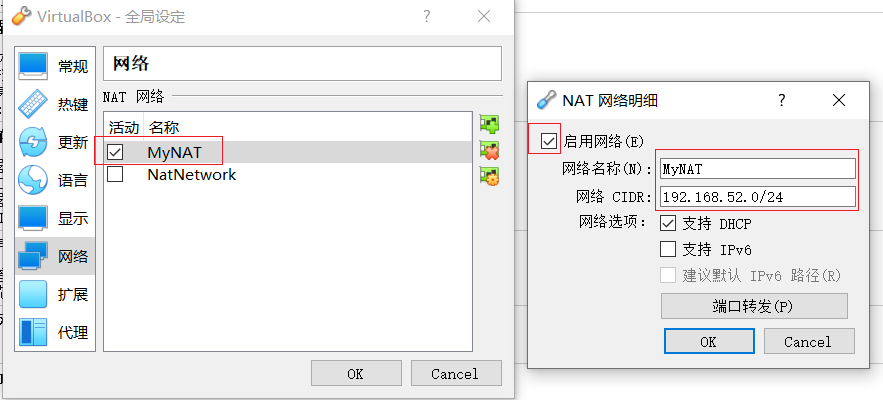 VirtualBox - 全局设定
常规
热键
更新
语言
显示
网络
扩展
代理
网络
NAT 网络
活动 名称
MyNAT
NatNetwork
OK Cancel
NAT 网络明细
启用网络(E)
网络名称(N): MyNAT
网络 CIDR: 192.168.52.0/24
网络选项: 支持 DHCP
支持 IPv6
建议默认 IPv6 路径(R)
端口转发(P)
OK Cancel